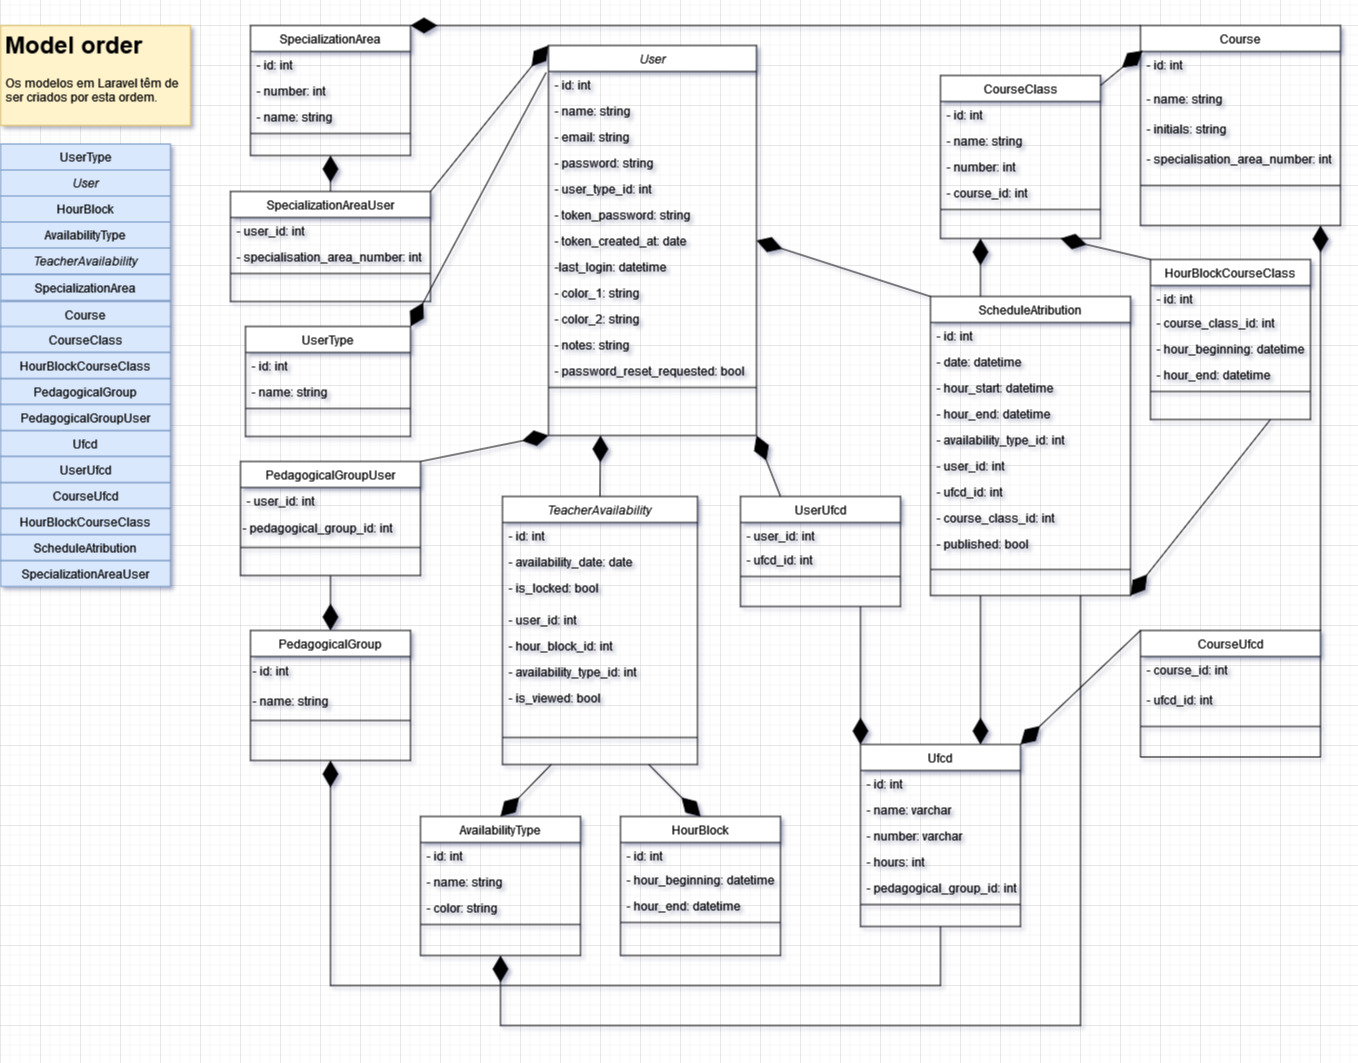 Model order
Os modelos em Laravel têm de
ser criados por esta ordem.
UserType
User
HourBlock
AvailabilityType
TeacherAvailability
SpecializationArea
Course
CourseClass
HourBlockCourseClass
PedagogicalGroup
PedagogicalGroupUser
Ufcd
UserUfcd
CourseUfcd
HourBlockCourseClass
ScheduleAtribution
SpecializationAreaUser
SpecializationArea
- id: int
- number: int
- name: string
SpecializationAreaUser
- user_id: int
- specialisation_area_number: int
UserType
- id: int
- name: string
PedagogicalGroupUser
- user_id: int
- pedagogical_group_id: int
PedagogicalGroup
- id: int
- name: string
User
- id: int
- name: string
- email: string
- password: string
- user_type_id: int
- token_password: string
- token_created_at: date
-last_login: datetime
- color_1: string
- color_2: string
- notes: string
- password_reset_requested: bool
TeacherAvailability
- id: int
- availability_date: date
- is_locked: bool
- user_id: int
- hour_block_id: int
- availability_type_id: int
- is_viewed: bool
AvailabilityType
- id: int
- name: string
- color: string
HourBlock
- id: int
- hour_beginning: datetime
- hour_end: datetime
UserUfcd
- user_id: int
- ufcd_id: int
CourseClass
- id: int
- name: string
- number: int
- course_id: int
Course
- id: int
- name: string
- initials: string
- specialisation_area_number: int
HourBlockCourseClass
- id: int
- course_class_id: int
- hour_beginning: datetime
- hour_end: datetime
ScheduleAtribution
- id: int
- date: datetime
- hour_start: datetime
- hour_end: datetime
- availability_type_id: int
- user_id: int
- ufcd_id: int
- course_class_id: int
- published: bool
CourseUfcd
- course_id: int
- ufcd_id: int
Ufcd
- id: int
- name: varchar
- number: varchar
- hours: int
- pedagogical_group_id: int